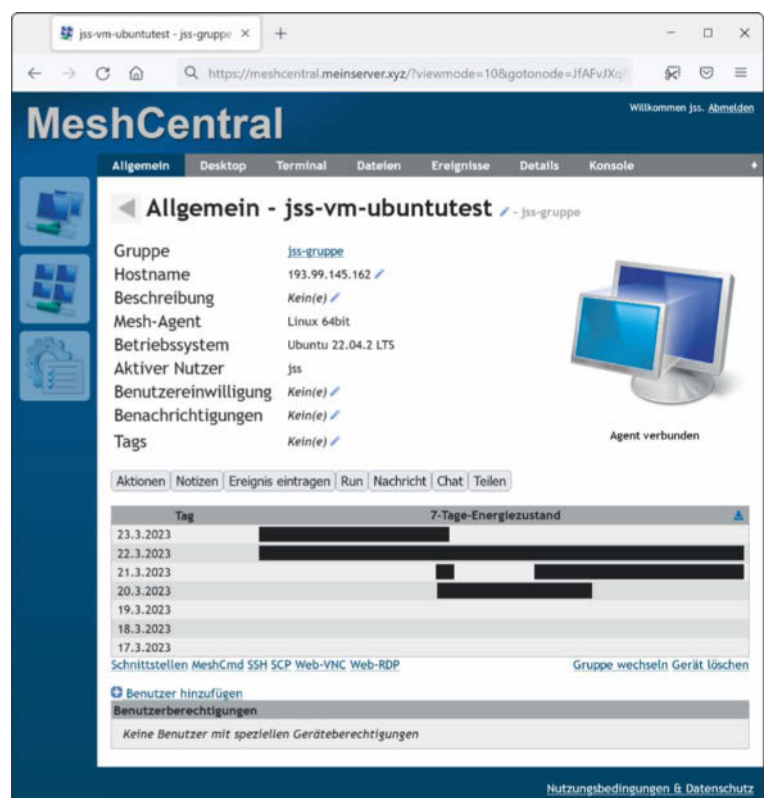 jss-vm-ubuntutest - jss-gruppe
https://meshcentral.meinserver.xyz/?viewmode=10&gotonode=JfAFvJXq
MeshCentral
Willkommen jss. Abmelden
Allgemein Desktop Terminal Dateien Ereignisse Details Konsole
Allgemein - jss-vm-ubuntutest - jss-gruppe
Gruppe jss-gruppe
Hostname 193.99.145.162
Beschreibung Kein(e)
Mesh-Agent Linux 64bit
Betriebssystem Ubuntu 22.04.2 LTS
Aktiver Nutzer jss
Benutzereinwilligung Kein(e)
Benachrichtigungen Kein(e)
Tags Kein(e)
Agent verbunden
Aktionen Notizen Ereignis eintragen Run Nachricht Chat Teilen
Tag 7-Tage-Energiezustand
23.3.2023
22.3.2023
21.3.2023
20.3.2023
19.3.2023
18.3.2023
17.3.2023
Schnittstellen MeshCmd SSH SCP Web-VNC Web-RDP Gruppe wechseln Gerät löschen
Benutzer hinzufügen
Benutzerberechtigungen
Keine Benutzer mit speziellen Geräteberechtigungen
Nutzungsbedingungen & Datenschutz